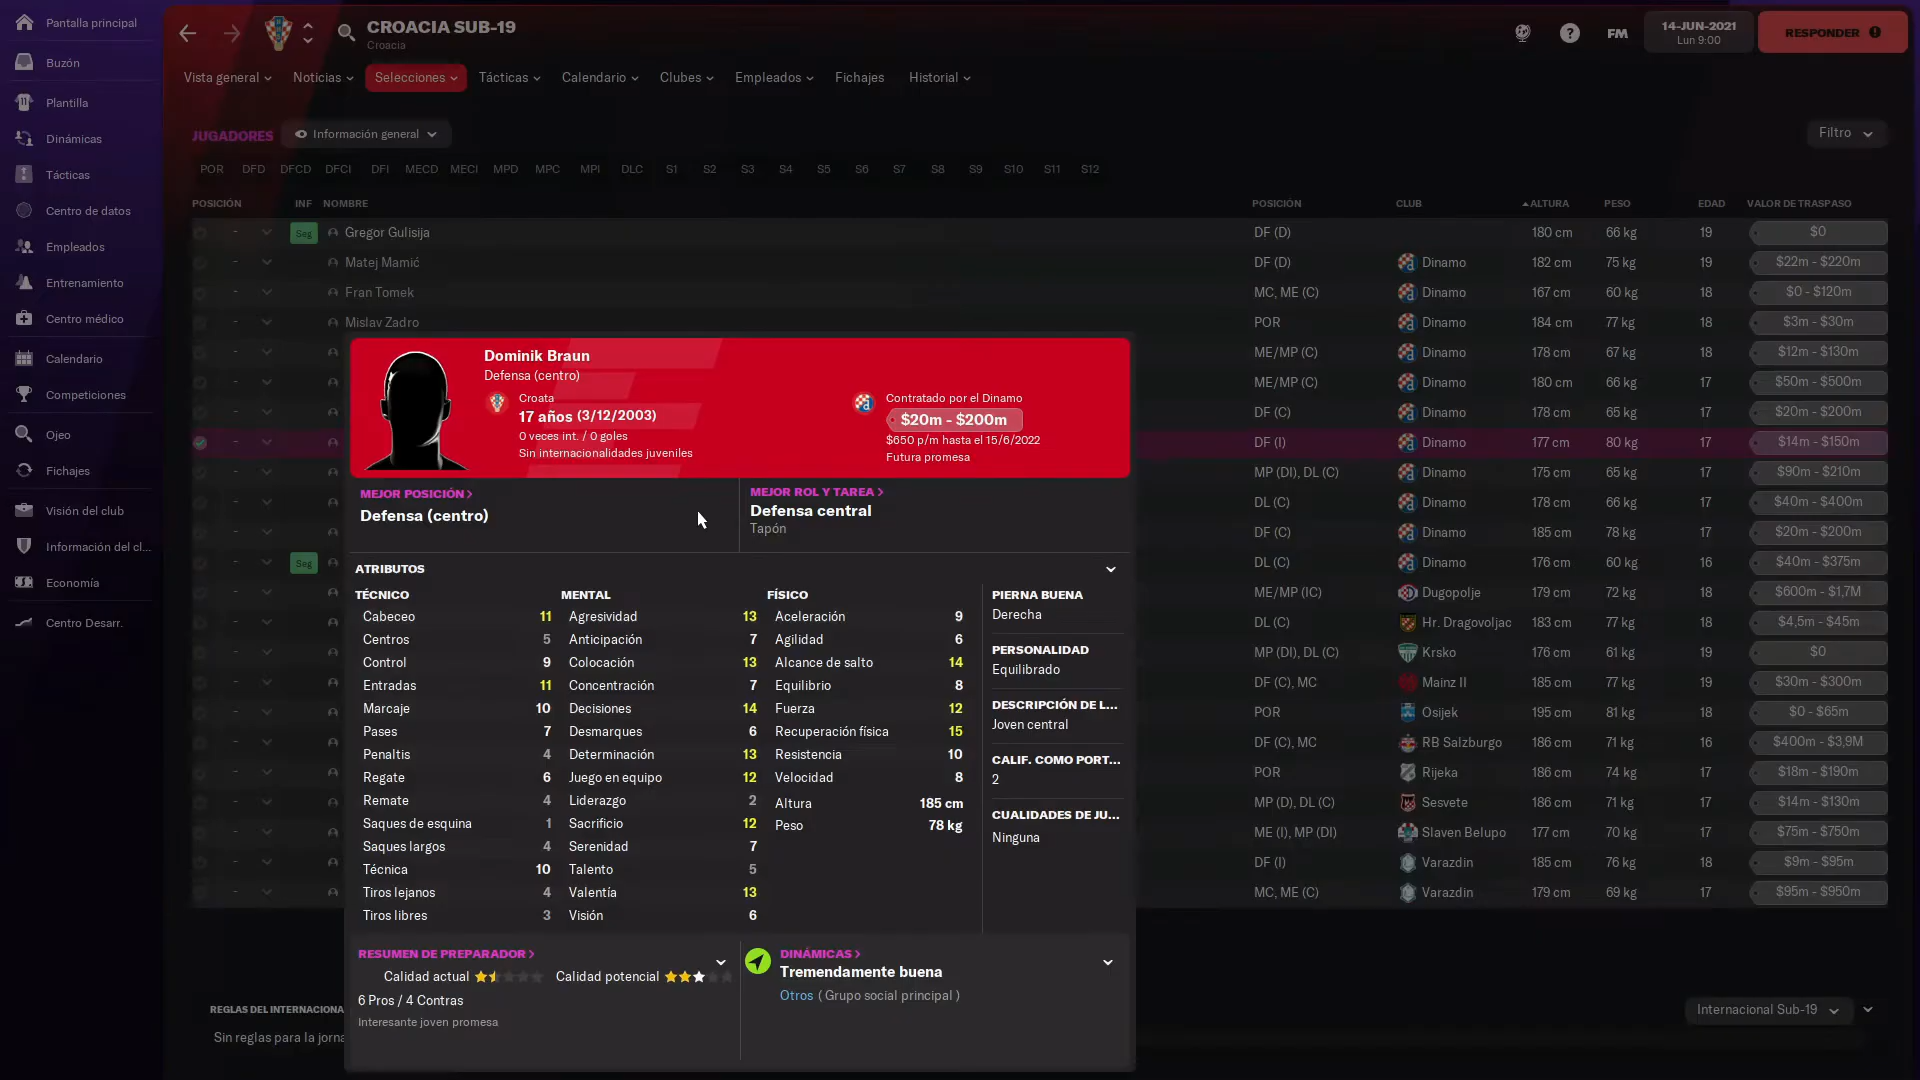 Pantalla principal
Buzón
Plantilla
Dinámicas
Tácticas
Centro de datos
Empleados
Entrenamiento
Centro médico
Calendario
Competiciones
Ojeo
Fichajes
Visión del club
Información del cl...
Economía
Centro Desarr.
CROACIA SUB-19
Croacia
FM
14-JUN-2021
Lun 9:00
RESPONDER
Vista general
Noticias
Selecciones
Tácticas
Calendario
Clubes
Empleados
Fichajes
Historial
JUGADORES
Información general
Filtro
POR DFD DFCD DFCI DFI MECD MECI MPD MPC MPI DLC S1 S2 S3 S4 S5 S6 S7 S8 S9 S10 S11 S12
POSICIÓN INF NOMBRE POSICIÓN CLUB ALTURA PESO EDAD VALOR DE TRASPASO
- Seg Gregor Gulisija DF (D) 180 cm 66 kg 19 $0
- Matej Mamić DF (D) Dinamo 182 cm 75 kg 19 $22m - $220m
- Fran Tomek MC, ME (C) Dinamo 167 cm 60 kg 18 $0 - $120m
- Mislav Zadro POR Dinamo 184 cm 77 kg 18 $3m - $30m
- ME/MP (C) Dinamo 178 cm 67 kg 18 $12m - $130m
- ME/MP (C) Dinamo 180 cm 66 kg 17 $50m - $500m
- DF (C) Dinamo 178 cm 65 kg 17 $20m - $200m
- DF (I) Dinamo 177 cm 80 kg 17 $14m - $150m
- MP (DI), DL (C) Dinamo 175 cm 65 kg 17 $90m - $210m
- DL (C) Dinamo 178 cm 66 kg 17 $40m - $400m
- DF (C) Dinamo 185 cm 78 kg 17 $20m - $200m
- Seg DL (C) Dinamo 176 cm 60 kg 16 $40m - $375m
- ME/MP (IC) Dugopolje 179 cm 72 kg 18 $600m - $1,7M
- DL (C) Hr. Dragovoljac 183 cm 77 kg 18 $4,5m - $45m
- MP (DI), DL (C) Krsko 176 cm 61 kg 19 $0
- DF (C), MC Mainz II 185 cm 77 kg 19 $30m - $300m
- POR Osijek 195 cm 81 kg 18 $0 - $65m
- DF (C), MC RB Salzburgo 186 cm 71 kg 16 $400m - $3,9M
- POR Rijeka 186 cm 74 kg 17 $18m - $190m
- MP (D), DL (C) Sesvete 186 cm 71 kg 17 $14m - $130m
- ME (I), MP (DI) Slaven Belupo 177 cm 70 kg 17 $75m - $750m
- DF (I) Varazdin 185 cm 76 kg 18 $9m - $95m
- MC, ME (C) Varazdin 179 cm 69 kg 17 $95m - $950m
Dominik Braun
Defensa (centro)
Croata
17 años (3/12/2003)
0 veces int. / 0 goles
Sin internacionalidades juveniles
Contratado por el Dinamo
$20m - $200m
$650 p/m hasta el 15/6/2022
Futura promesa
MEJOR POSICIÓN >
Defensa (centro)
MEJOR ROL Y TAREA >
Defensa central
Tapón
ATRIBUTOS
TÉCNICO MENTAL FÍSICO
Cabeceo 11 Agresividad 13 Aceleración 9
Centros 5 Anticipación 7 Agilidad 6
Control 9 Colocación 13 Alcance de salto 14
Entradas 11 Concentración 7 Equilibrio 8
Marcaje 10 Decisiones 14 Fuerza 12
Pases 7 Desmarques 6 Recuperación física 15
Penaltis 4 Determinación 13 Resistencia 10
Regate 6 Juego en equipo 12 Velocidad 8
Remate 4 Liderazgo 2 Altura 185 cm
Saques de esquina 1 Sacrificio 12 Peso 78 kg
Saques largos 4 Serenidad 7
Técnica 10 Talento 5
Tiros lejanos 4 Valentía 13
Tiros libres 3 Visión 6
PIERNA BUENA
Derecha
PERSONALIDAD
Equilibrado
DESCRIPCIÓN DE L...
Joven central
CALIF. COMO PORT...
2
CUALIDADES DE JU...
Ninguna
RESUMEN DE PREPARADOR >
Calidad actual Calidad potencial
6 Pros / 4 Contras
Interesante joven promesa
DINÁMICAS >
Tremendamente buena
Otros ( Grupo social principal )
REGLAS DEL INTERNACIONA
Sin reglas para la jorna
Internacional Sub-19